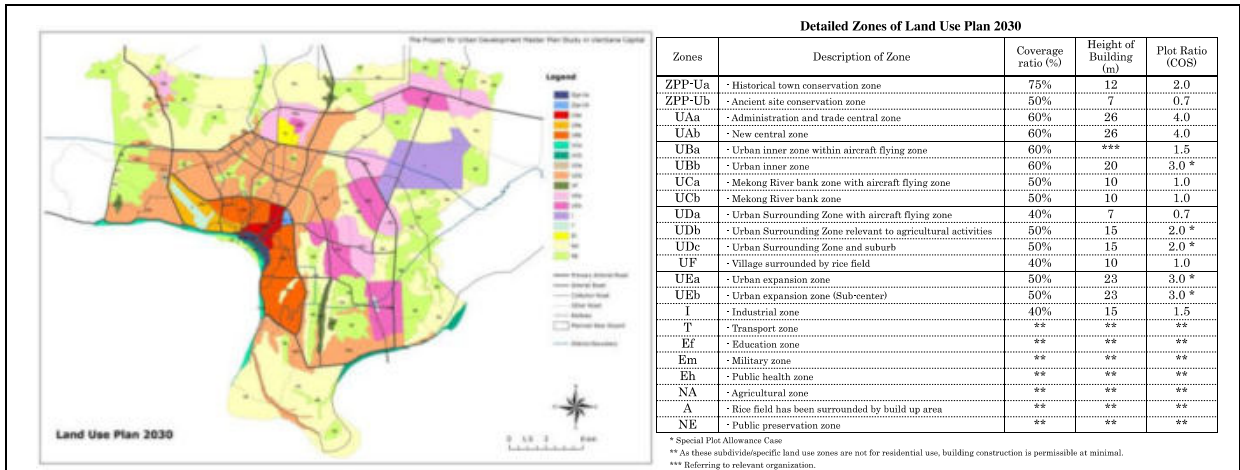 The Project for Urban Development Master Plan Study in Vientiane Capital
Legend
Primary Arterial Road
Arterial Road
Collector Road
Other Road
Railway
District Boundary
Land Use Plan 2030
Detailed Zones of Land Use Plan 2030
Zones Description of Zone Coverage ratio (%) Height of Building (m) Plot Ratio (COS)
ZPP-Ua - Historical town conservation zone 75% 12 2.0
ZPP-Ub - Ancient site conservation zone 50% 7 0.7
UAa - Administration and trade central zone 60% 26 4.0
UAb - New central zone 60% 26 4.0
UBa - Urban inner zone within aircraft flying zone 60% *** 1.5
UBb - Urban inner zone 60% 20 3.0 *
UCa - Mekong River bank zone with aircraft flying zone 50% 10 1.0
UCb - Mekong River bank zone 50% 10 1.0
UDa - Urban Surrounding Zone with aircraft flying zone 40% 7 0.7
UDb - Urban Surrounding Zone relevant to agricultural activities 50% 15 2.0 *
UDc - Urban Surrounding Zone and suburb 50% 15 2.0 *
UF - Village surrounded by rice field 40% 10 1.0
UEa - Urban expansion zone 50% 23 3.0 *
UEb - Urban expansion zone (Sub-center) 50% 23 3.0 *
I - Industrial zone 40% 15 1.5
T - Transport zone ** ** **
Ef - Education zone ** ** **
Em - Military zone ** ** **
Eh - Public health zone ** ** **
NA - Agricultural zone ** ** **
A - Rice field has been surrounded by build up area ** ** **
NE - Public preservation zone ** ** **
* Special Plot Allowance Case
** As these subdivide/specific land use zones are not for residential use, building construction is permissible at minimal.
*** Referring to relevant organization.